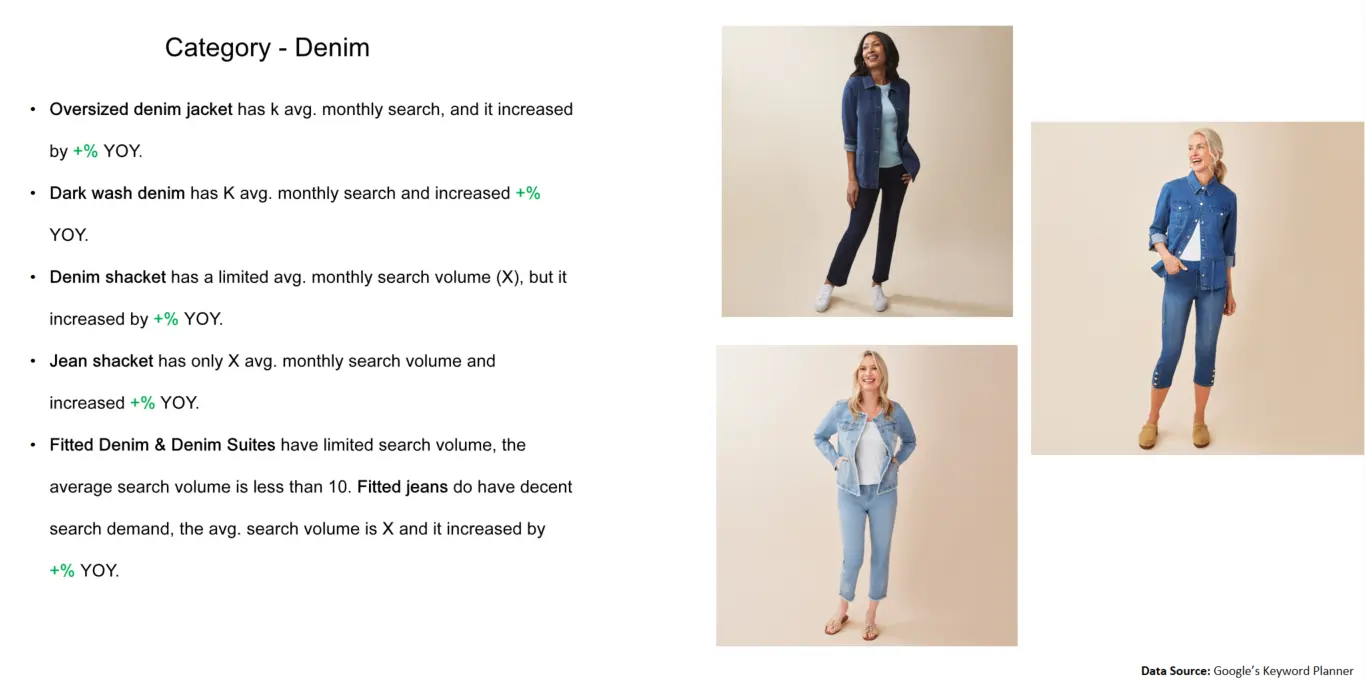 Category - Denim
• Oversized denim jacket has k avg. monthly search, and it increased
by +% YOY.
• Dark wash denim has K avg. monthly search and increased +%
YOY.
• Denim shacket has a limited avg. monthly search volume (X), but it
increased by +% YOY.
• Jean shacket has only X avg. monthly search volume and
increased +% YOY.
• Fitted Denim & Denim Suites have limited search volume, the
average search volume is less than 10. Fitted jeans do have decent
search demand, the avg. search volume is X and it increased by
+% YOY.
Data Source: Google’s Keyword Planner